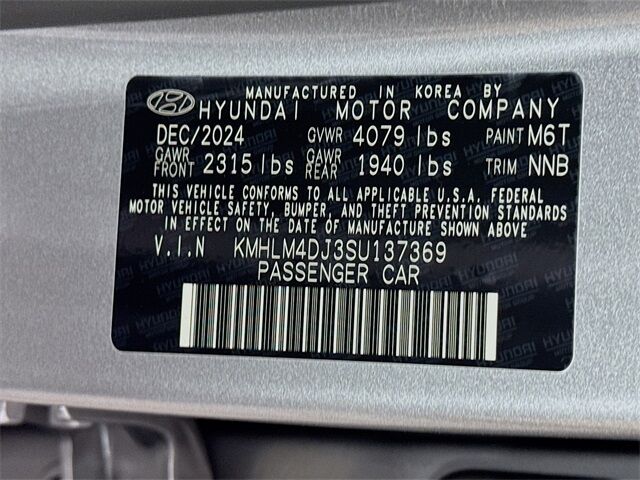 MANUFACTURED IN KOREA BY
HYUNDAI MOTOR COMPANY
DEC/2024 GVWR 4079 lbs PAINT M6T
GAWR FRONT 2315 lbs GAWR REAR 1940 lbs TRIM NNB
THIS VEHICLE CONFORMS TO ALL APPLICABLE U.S.A. FEDERAL
MOTOR VEHICLE SAFETY, BUMPER, AND THEFT PREVENTION STANDARDS
IN EFFECT ON THE DATE OF MANUFACTURE SHOWN ABOVE
V.I.N KMHLM4DJ3SU137369
PASSENGER CAR